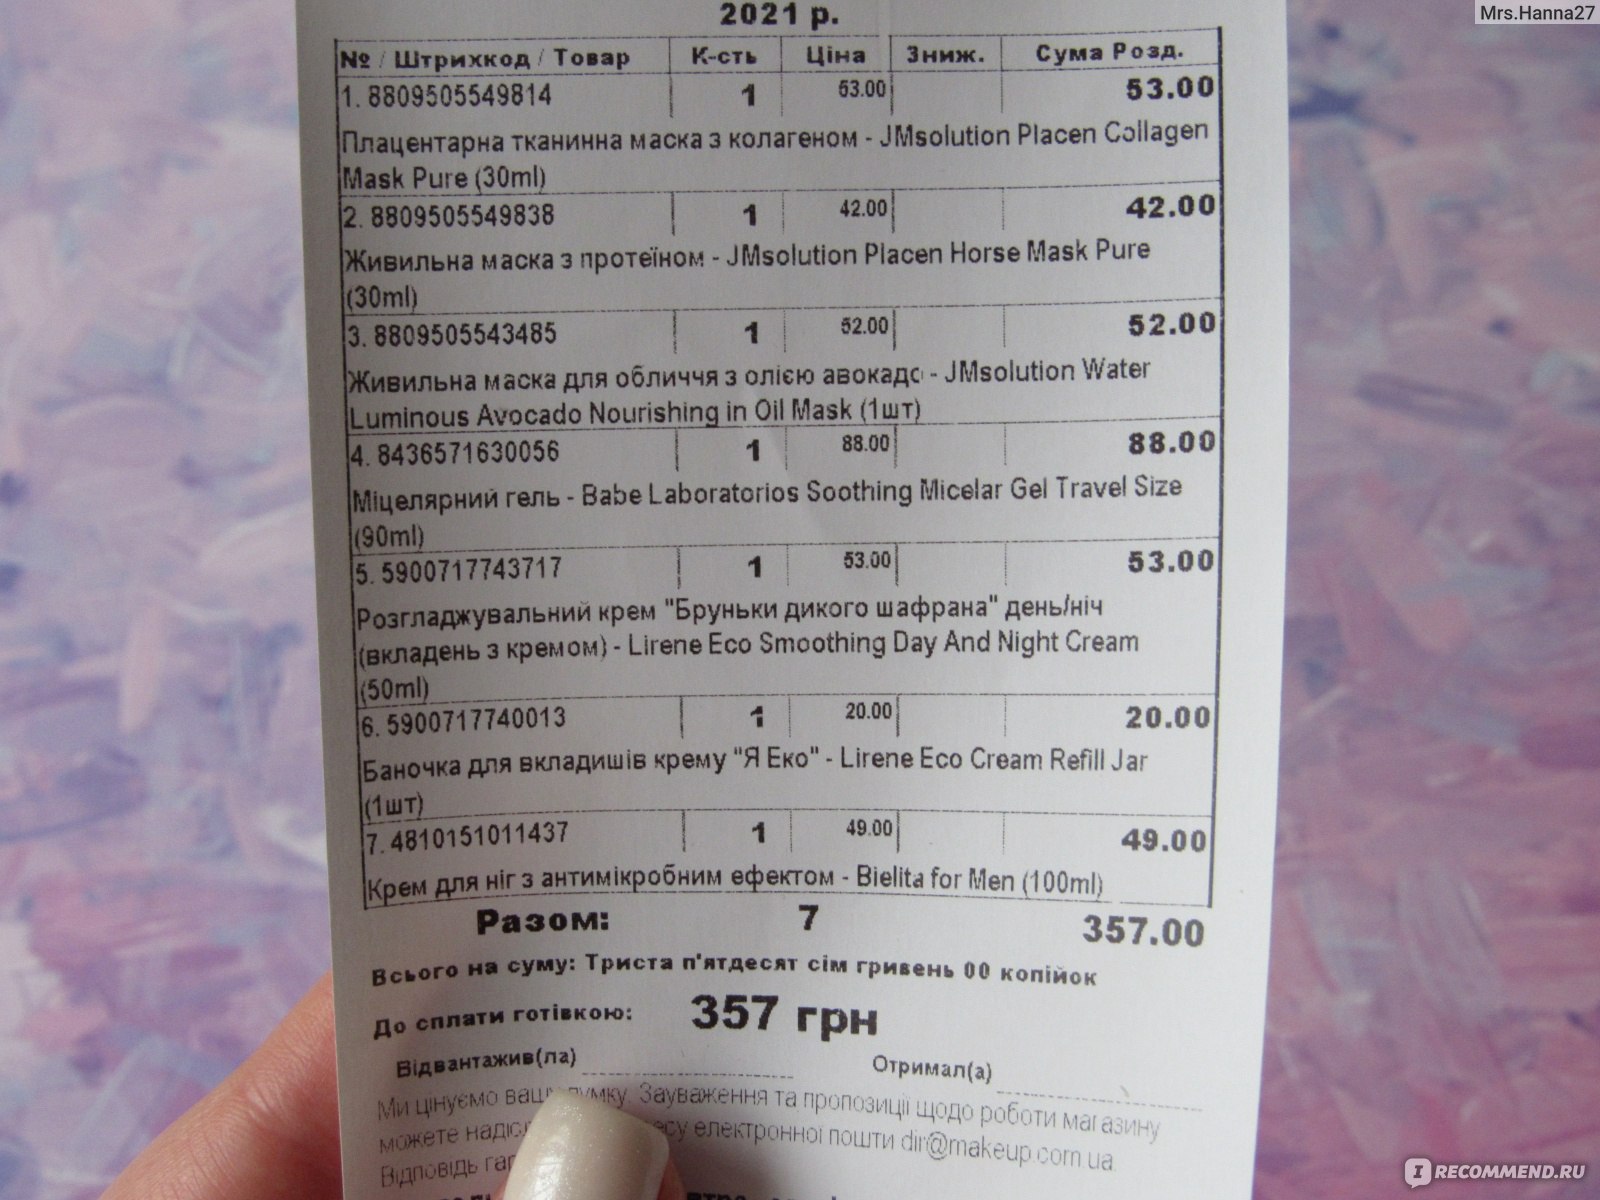 Mrs.Hanna27
2021 р.
№ / Штрихкод / Товар К-сть Ціна Зниж. Сума Розд.
1. 8809505549814 1 53.00 53.00
Плацентарна тканинна маска з колагеном - JMsolution Placen Collagen
Mask Pure (30ml)
2. 8809505549838 1 42.00 42.00
Живильна маска з протеїном - JMsolution Placen Horse Mask Pure
(30ml)
3. 8809505543485 1 52.00 52.00
Живильна маска для обличчя з олією авокадо - JMsolution Water
Luminous Avocado Nourishing in Oil Mask (1шт)
4. 8436571630056 1 88.00 88.00
Міцелярний гель - Babe Laboratorios Soothing Micelar Gel Travel Size
(90ml)
5. 5900717743717 1 53.00 53.00
Розгладжувальний крем "Бруньки дикого шафрана" день/ніч
(вкладень з кремом) - Lirene Eco Smoothing Day And Night Cream
(50ml)
6. 5900717740013 1 20.00 20.00
Баночка для вкладишів крему "Я Еко" - Lirene Eco Cream Refill Jar
(1шт)
7. 4810151011437 1 49.00 49.00
Крем для ніг з антимікробним ефектом - Bielita for Men (100ml)
Разом: 7 357.00
Всього на суму: Триста п'ятдесят сім гривень 00 копійок
До сплати готівкою: 357 грн
Відвантажив(ла) Отримал(а)
Ми цінуємо вашу думку. Зауваження та пропозиції щодо роботи магазину
можете електронної пошти dir@makeup.com.ua.
Відповідь
IRECOMMEND.RU